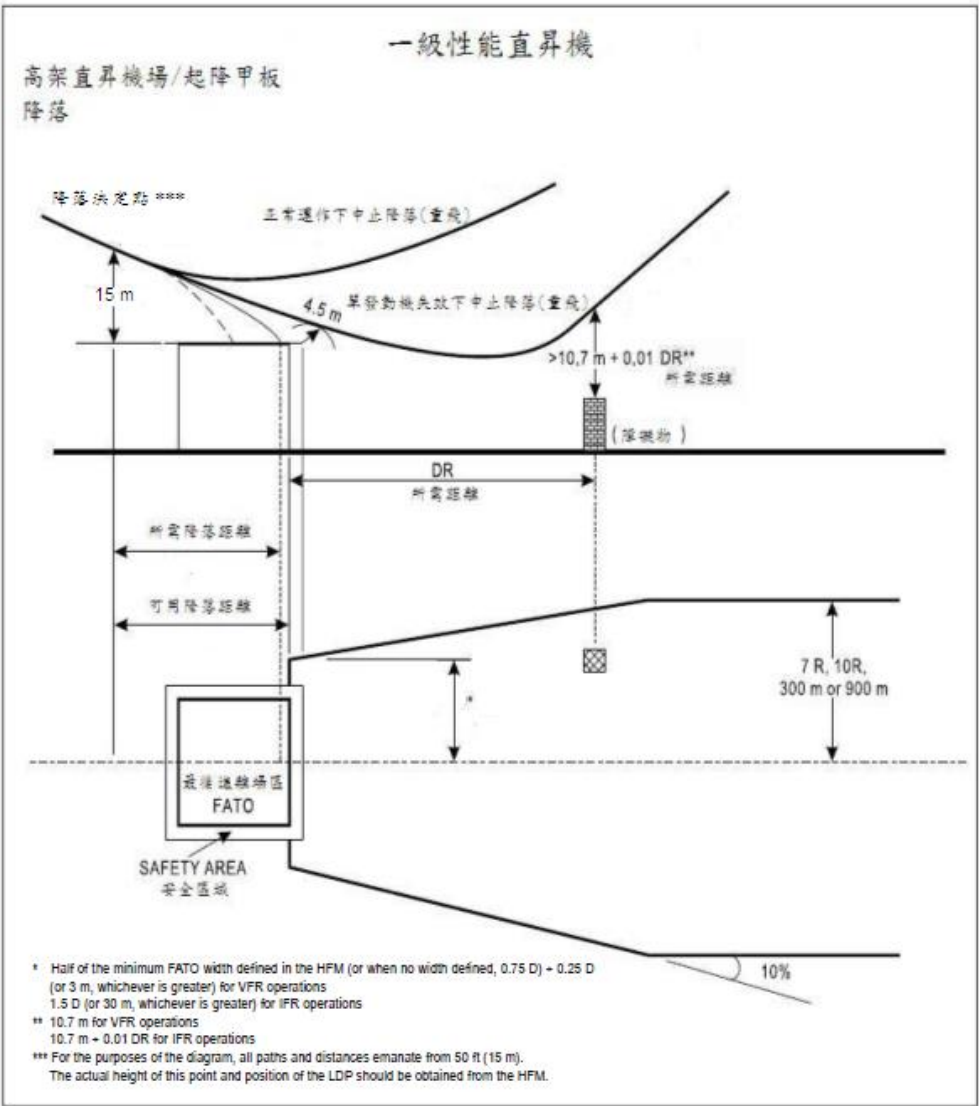 一級性能直昇機
高架直昇機場/起降甲板
降落
降落決定點 ***
正常運作下中止降落(重飛)
15 m
4.5 m
單發動機失效下中止降落(重飛)
>10,7 m + 0,01 DR**
所需距離
(障礙物)
DR
所需距離
所需降落距離
可用降落距離
7 R, 10R,
300 m or 900 m
*
最後進離場區
FATO
SAFETY AREA
安全區域
10%
* Half of the minimum FATO width defined in the HFM (or when no width defined, 0.75 D) + 0.25 D
(or 3 m, whichever is greater) for VFR operations
1.5 D (or 30 m, whichever is greater) for IFR operations
** 10.7 m for VFR operations
10.7 m + 0.01 DR for IFR operations
*** For the purposes of the diagram, all paths and distances emanate from 50 ft (15 m).
The actual height of this point and position of the LDP should be obtained from the HFM.